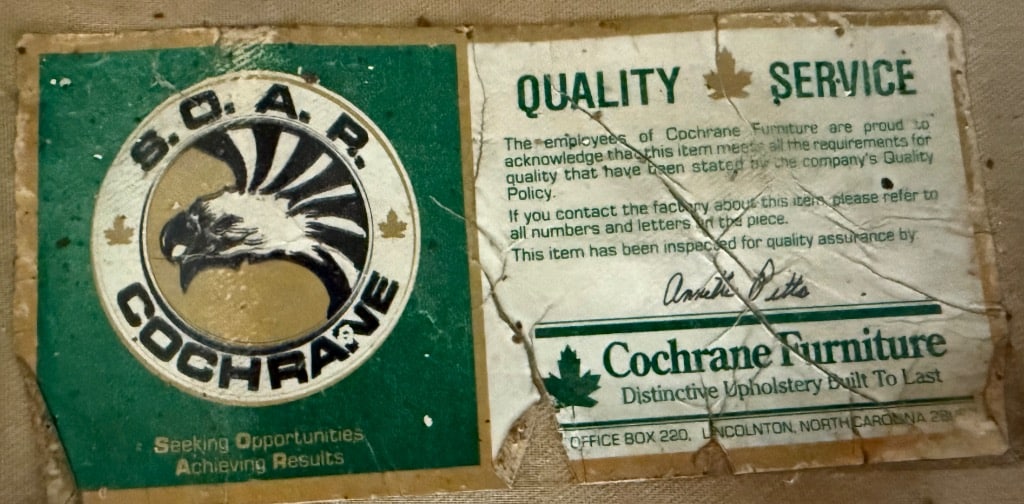 S.O.A.R.
COCHRANE
Seeking Opportunities
Achieving Results
QUALITY SERVICE
The employees of Cochrane Furniture are proud to
acknowledge that this item meets all the requirements for
quality that have been stated by the company's Quality
Policy.
If you contact the factory about this item please refer to
all numbers and letters on the piece.
This item has been inspected for quality assurance by
Annette Pitts
Cochrane Furniture
Distinctive Upholstery Built To Last
OFFICE BOX 220, LINCOLNTON, NORTH CAROLINA